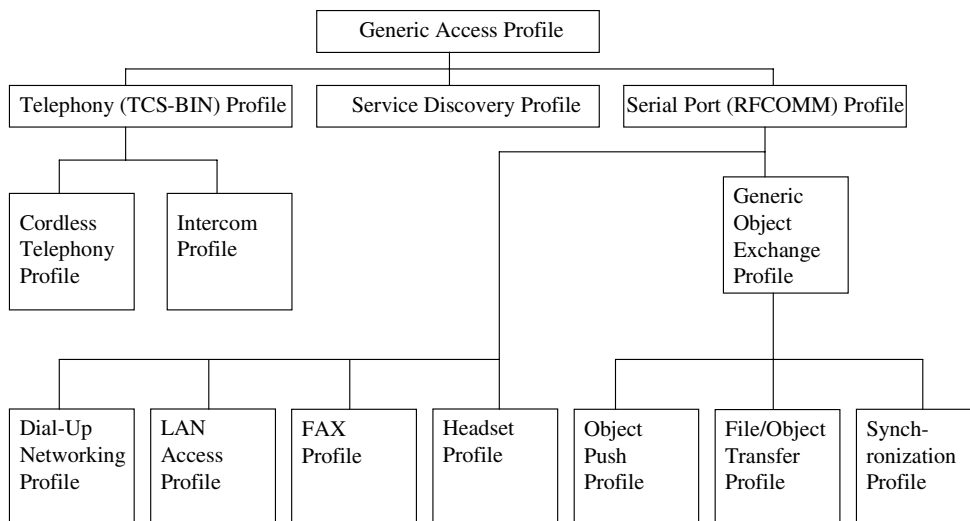 Generic Access Profile
Telephony (TCS-BIN) Profile
Service Discovery Profile
Serial Port (RFCOMM) Profile
Cordless
Telephony
Profile
Intercom
Profile
Generic
Object
Exchange
Profile
Dial-Up
Networking
Profile
LAN
Access
Profile
FAX
Profile
Headset
Profile
Object
Push
Profile
File/Object
Transfer
Profile
Synch-
ronization
Profile